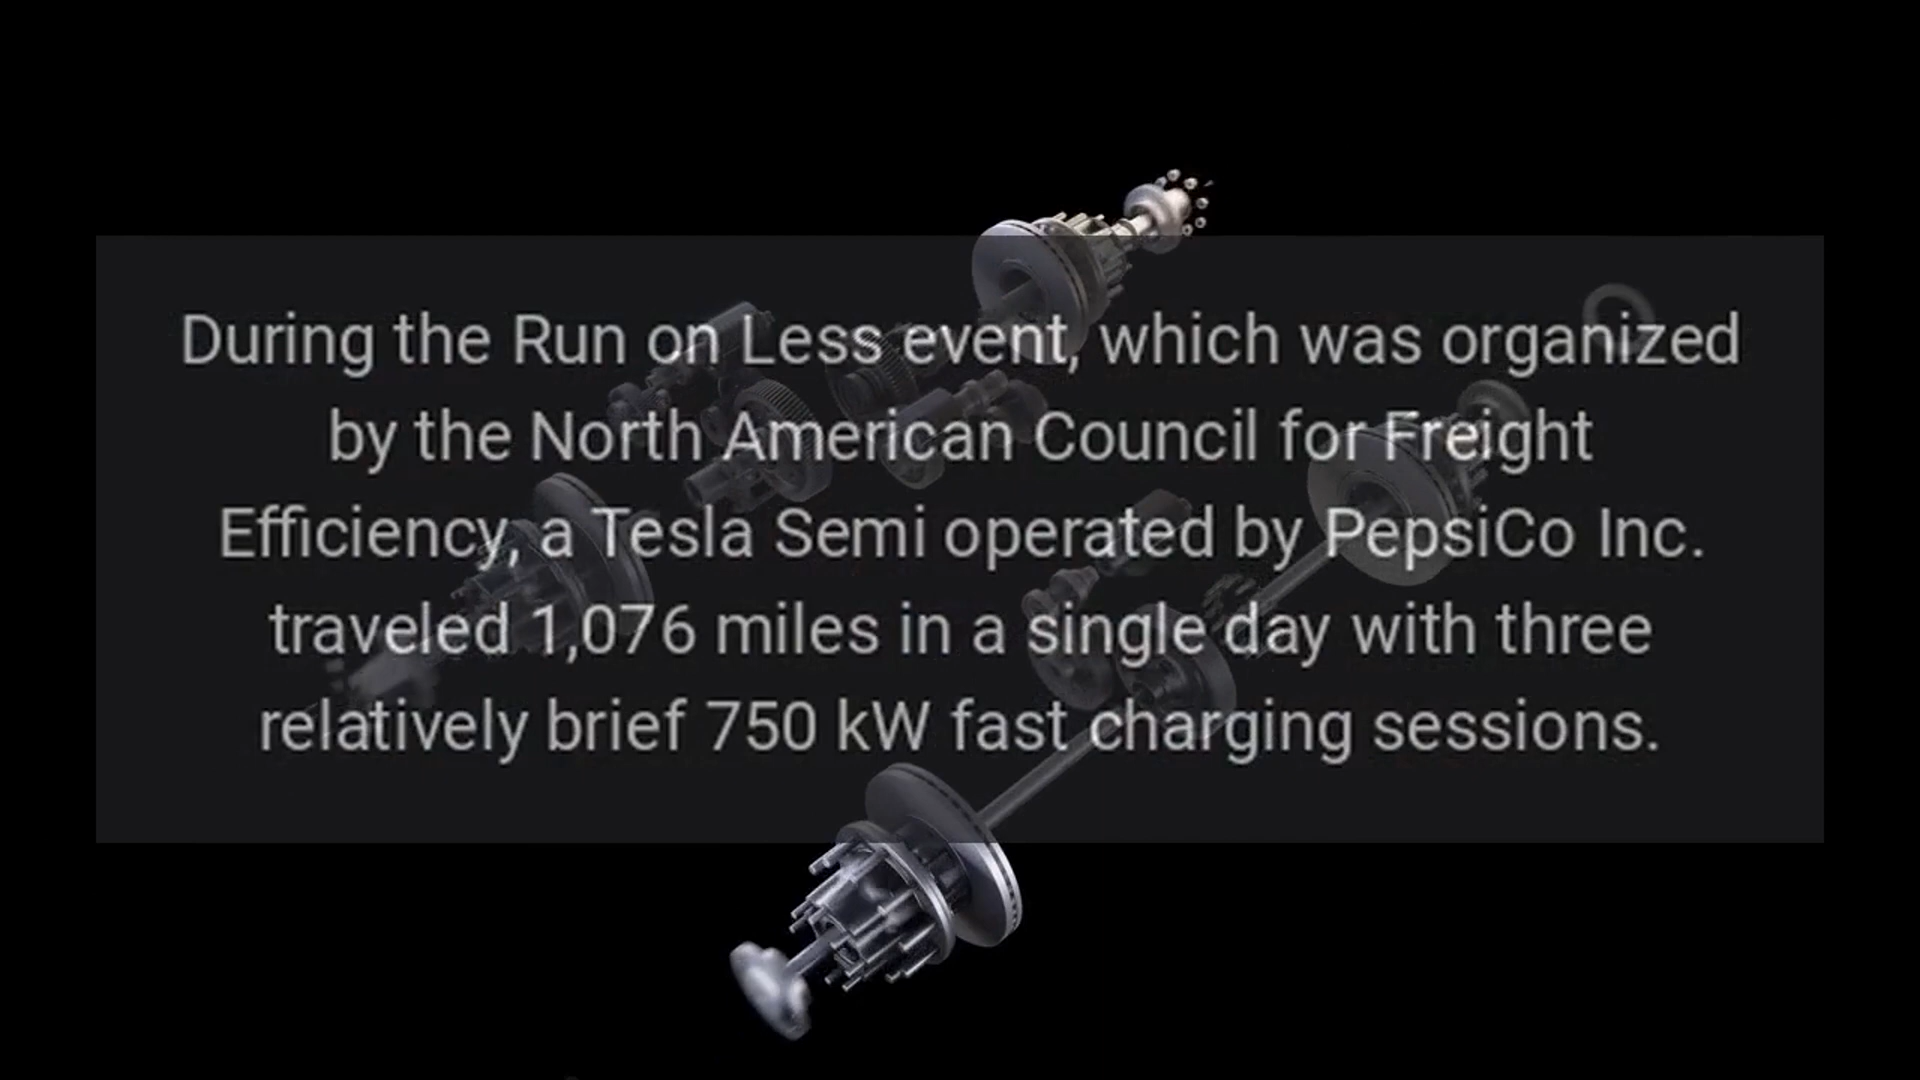 During the Run on Less event, which was organized
by the North American Council for Freight
Efficiency, a Tesla Semi operated by PepsiCo Inc.
traveled 1,076 miles in a single day with three
relatively brief 750 kW fast charging sessions.